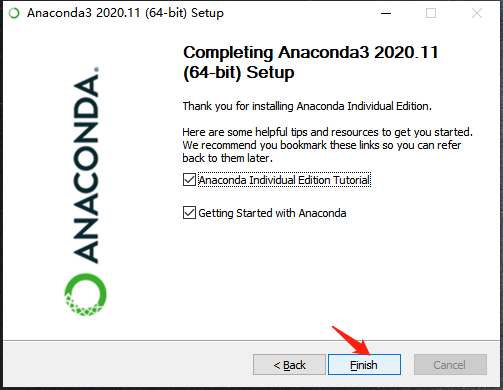 Anaconda3 2020.11 (64-bit) Setup
Completing Anaconda3 2020.11
(64-bit) Setup
Thank you for installing Anaconda Individual Edition.
Here are some helpful tips and resources to get you started.
We recommend you bookmark these links so you can refer
back to them later.
Anaconda Individual Edition Tutorial
Getting Started with Anaconda
ANACONDA.
< Back
Finish
Cancel